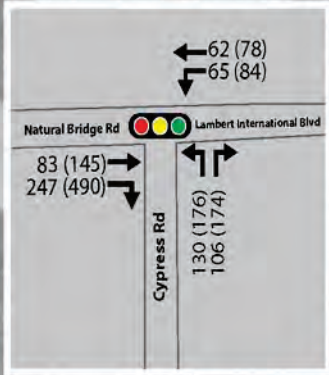 62 (78)
65 (84)
Natural Bridge Rd
Lambert International Blvd
83 (145)
247 (490)
130 (176)
106 (174)
Cypress Rd